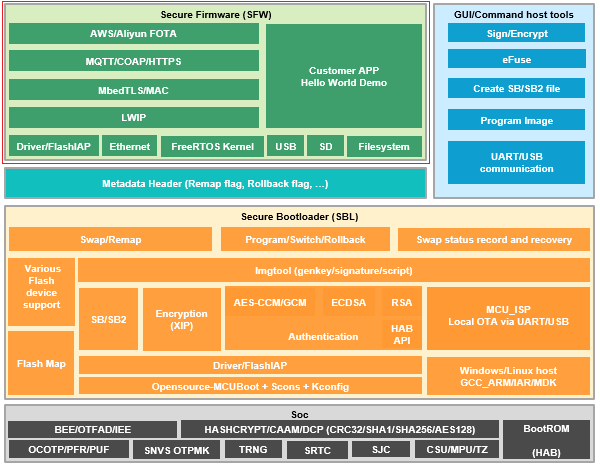 Secure Firmware (SFW)
AWS/Aliyun FOTA
MQTT/COAP/HTTPS
MbedTLS/MAC
LWIP
Customer APP
Hello World Demo
Driver/FlashIAP
Ethernet
FreeRTOS Kernel
USB
SD
Filesystem
GUI/Command host tools
Sign/Encrypt
eFuse
Create SB/SB2 file
Program Image
UART/USB
communication
Metadata Header (Remap flag, Rollback flag, ...)
Secure Bootloader (SBL)
Swap/Remap
Program/Switch/Rollback
Swap status record and recovery
Various
Flash
device
support
Imgtool (genkey/signature/script)
SB/SB2
Encryption
(XIP)
AES-CCM/GCM
ECDSA
RSA
Authentication
HAB
API
MCU_ISP
Local OTA via UART/USB
Flash Map
Driver/FlashIAP
Opensource-MCUBoot + Scons + Kconfig
Windows/Linux host
GCC_ARM/IAR/MDK
Soc
BEE/OTFAD/IEE
HASHCRYPT/CAAM/DCP (CRC32/SHA1/SHA256/AES128)
BootROM
(HAB)
OCOTP/PFR/PUF
SNVS OTPMK
TRNG
SRTC
SJC
CSU/MPU/TZ